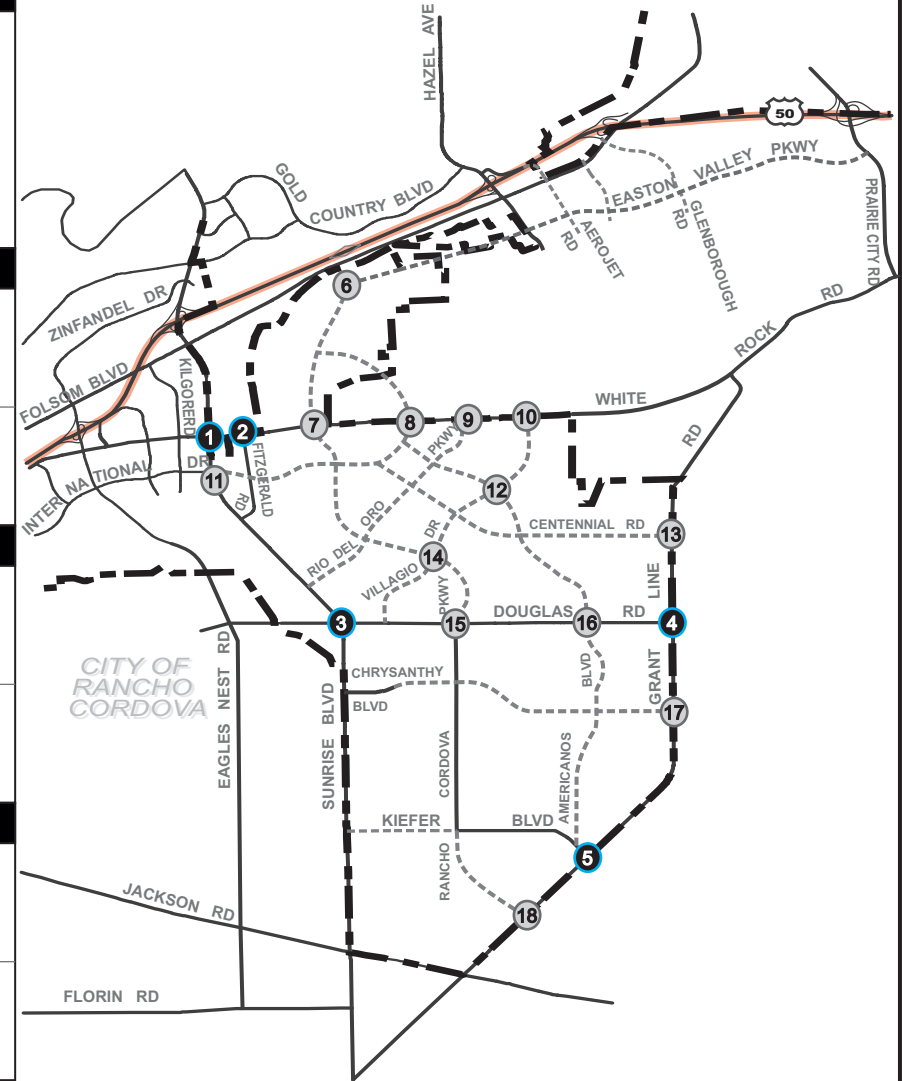 HAZEL AVE
50
GOLD
COUNTRY BLVD
EASTON VALLEY PKWY
PRAIRIE CITY RD
AEROJET
RD
GLENBOROUGH
RD
6
ZINFANDEL DR
FOLSOM BLVD
KILGORE RD
ROCK RD
WHITE
1
2
7
8
9
10
INTERNATIONAL DR
11
FITZGERALD
RD
PKWY
RD
12
RIO DEL ORO
DR
CENTENNIAL RD
13
14
VILLAGIO
PKWY
LINE
3
15
DOUGLAS RD
16
4
CITY OF
RANCHO
CORDOVA
EAGLES NEST RD
SUNRISE BLVD
CHRYSANTHY
BLVD
BLVD
GRANT
17
CORDOVA
AMERICANOS
KIEFER BLVD
RANCHO
5
18
JACKSON RD
FLORIN RD